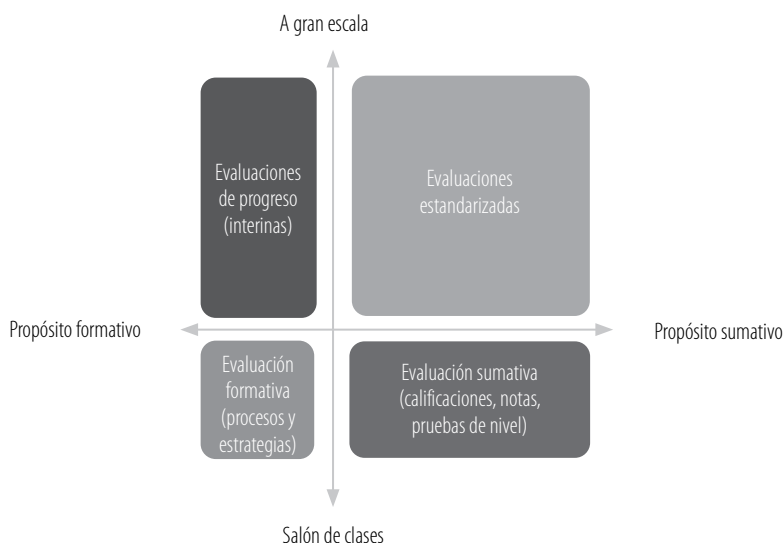 A gran escala
Evaluaciones
de progreso
(interinas)
Evaluaciones
estandarizadas
Propósito formativo
Propósito sumativo
Evaluación
formativa
(procesos y
estrategias)
Evaluación sumativa
(calificaciones, notas,
pruebas de nivel)
Salón de clases